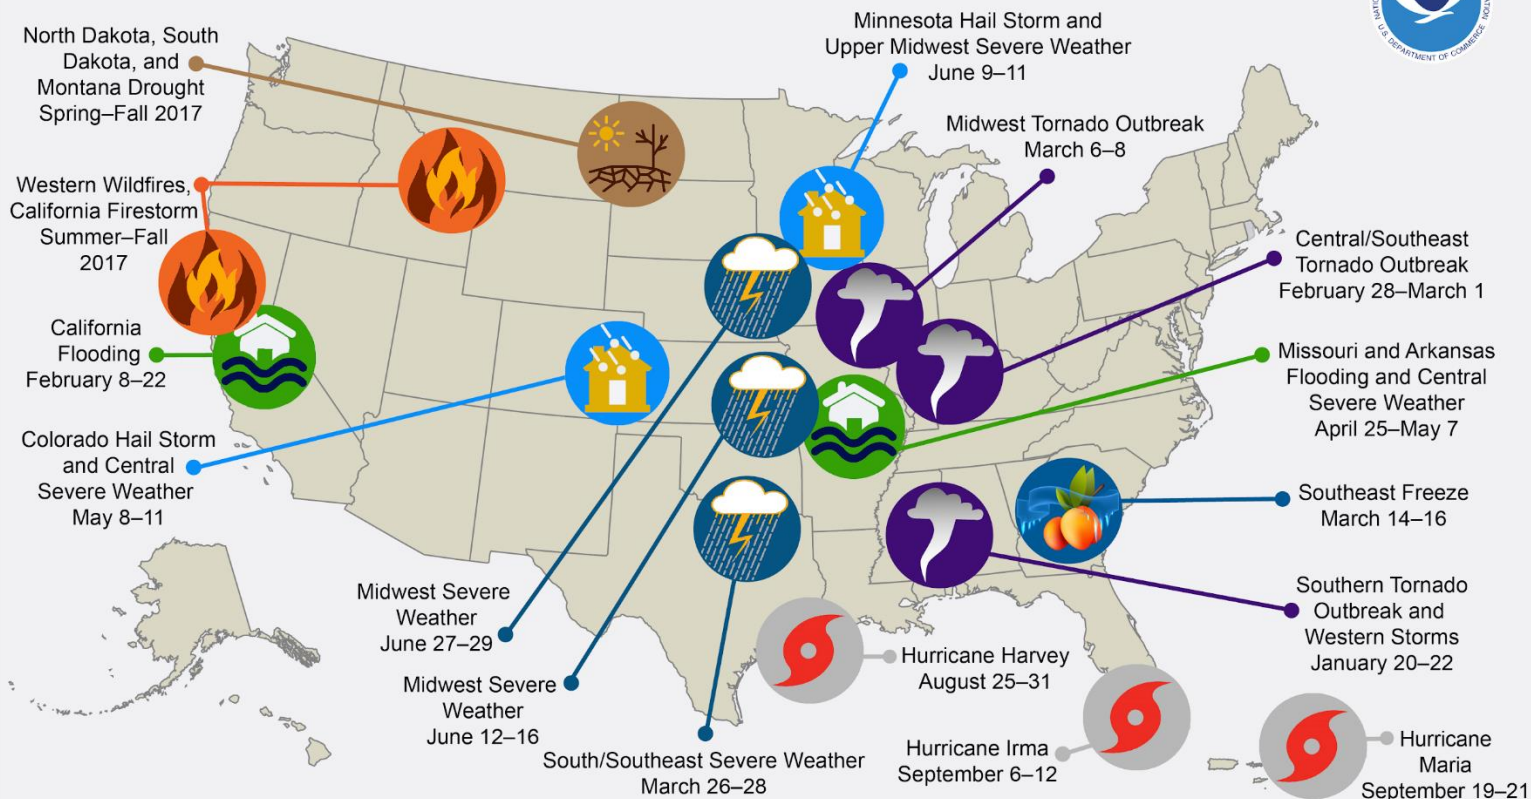 North Dakota, South
Dakota, and
Montana Drought
Spring–Fall 2017
Minnesota Hail Storm and
Upper Midwest Severe Weather
June 9–11
U.S. DEPARTMENT OF COMMERCE
Midwest Tornado Outbreak
March 6–8
Western Wildfires,
California Firestorm
Summer–Fall
2017
Central/Southeast
Tornado Outbreak
February 28–March 1
California
Flooding
February 8–22
Missouri and Arkansas
Flooding and Central
Severe Weather
April 25–May 7
Colorado Hail Storm
and Central
Severe Weather
May 8–11
Southeast Freeze
March 14–16
Midwest Severe
Weather
June 27–29
Southern Tornado
Outbreak and
Western Storms
January 20–22
Midwest Severe
Weather
June 12–16
Hurricane Harvey
August 25–31
South/Southeast Severe Weather
March 26–28
Hurricane Irma
September 6–12
Hurricane
Maria
September 19–21